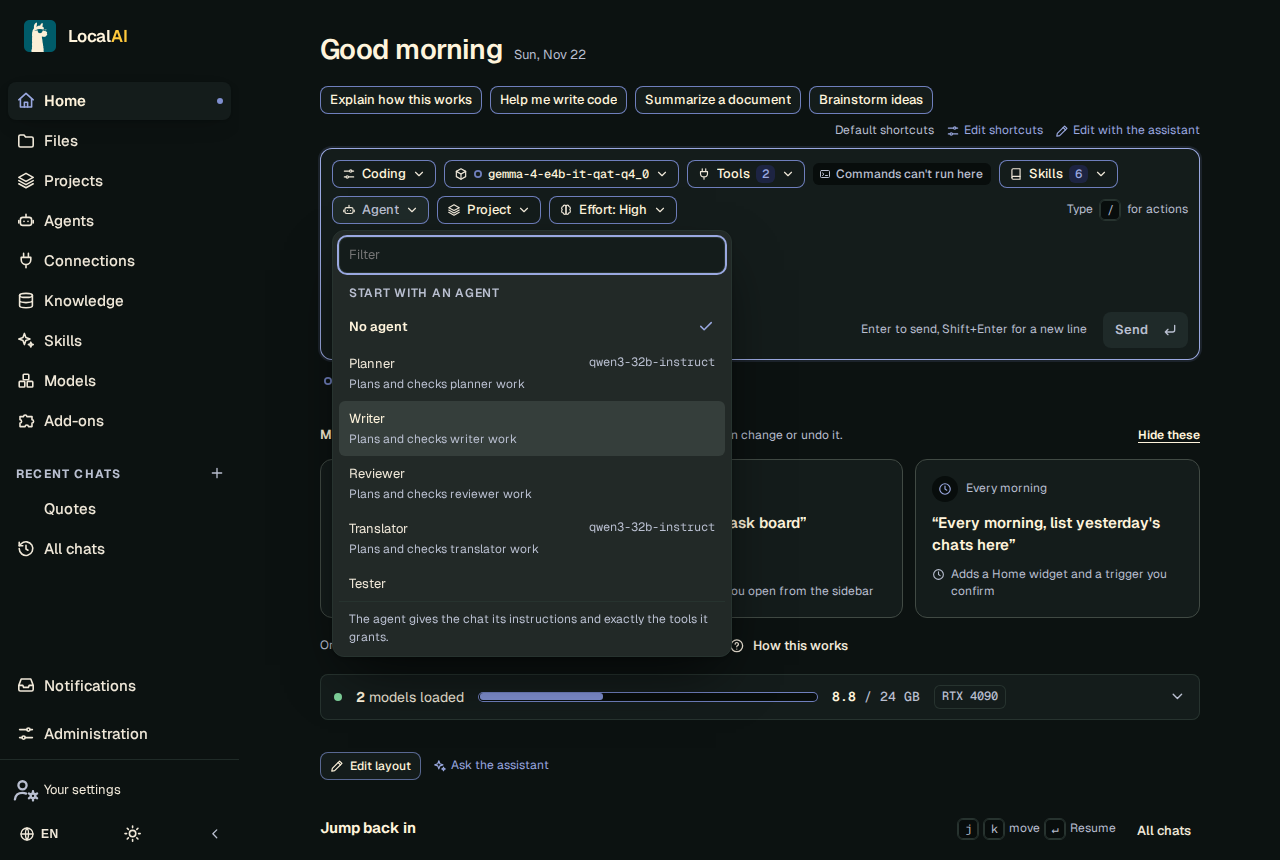 LocalAI
Home
Files
Projects
Agents
Connections
Knowledge
Skills
Models
Add-ons
RECENT CHATS
Quotes
All chats
Notifications
Administration
Your settings
EN
Good morning Sun, Nov 22
Explain how this works Help me write code Summarize a document Brainstorm ideas
Default shortcuts Edit shortcuts Edit with the assistant
Coding gemma-4-e4b-it-qat-q4_0 Tools 2 Commands can't run here Skills 6
Agent Project Effort: High Type / for actions
Filter
START WITH AN AGENT
No agent
Planner qwen3-32b-instruct
Plans and checks planner work
Writer
Plans and checks writer work
Reviewer
Plans and checks reviewer work
Translator qwen3-32b-instruct
Plans and checks translator work
Tester
The agent gives the chat its instructions and exactly the tools it
grants.
Enter to send, Shift+Enter for a new line Send
change or undo it. Hide these
board”
open from the sidebar
Every morning
“Every morning, list yesterday's
chats here”
Adds a Home widget and a trigger you
confirm
How this works
2 models loaded 8.8 / 24 GB RTX 4090
Edit layout Ask the assistant
Jump back in j k move ↵ Resume All chats